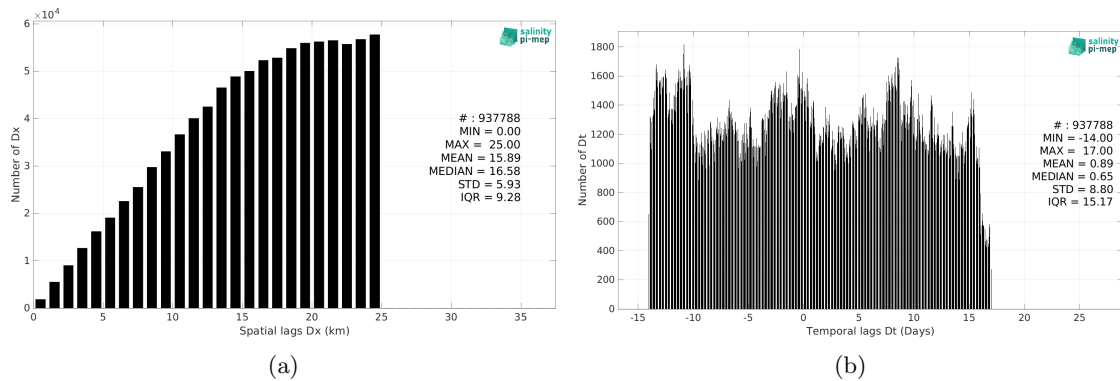 ×10⁴
6
5
4
3
2
1
0
Number of Dx
0 5 10 15 20 25 30 35
Spatial lags Dx (km)
salinity
pi-mep
# : 937788
MIN = 0.00
MAX = 25.00
MEAN = 15.89
MEDIAN = 16.58
STD = 5.93
IQR = 9.28
(a)
1800
1600
1400
1200
1000
800
600
400
200
0
Number of Dt
-15 -10 -5 0 5 10 15 20 25
Temporal lags Dt (Days)
salinity
pi-mep
# : 937788
MIN = -14.00
MAX = 17.00
MEAN = 0.89
MEDIAN = 0.65
STD = 8.80
IQR = 15.17
(b)